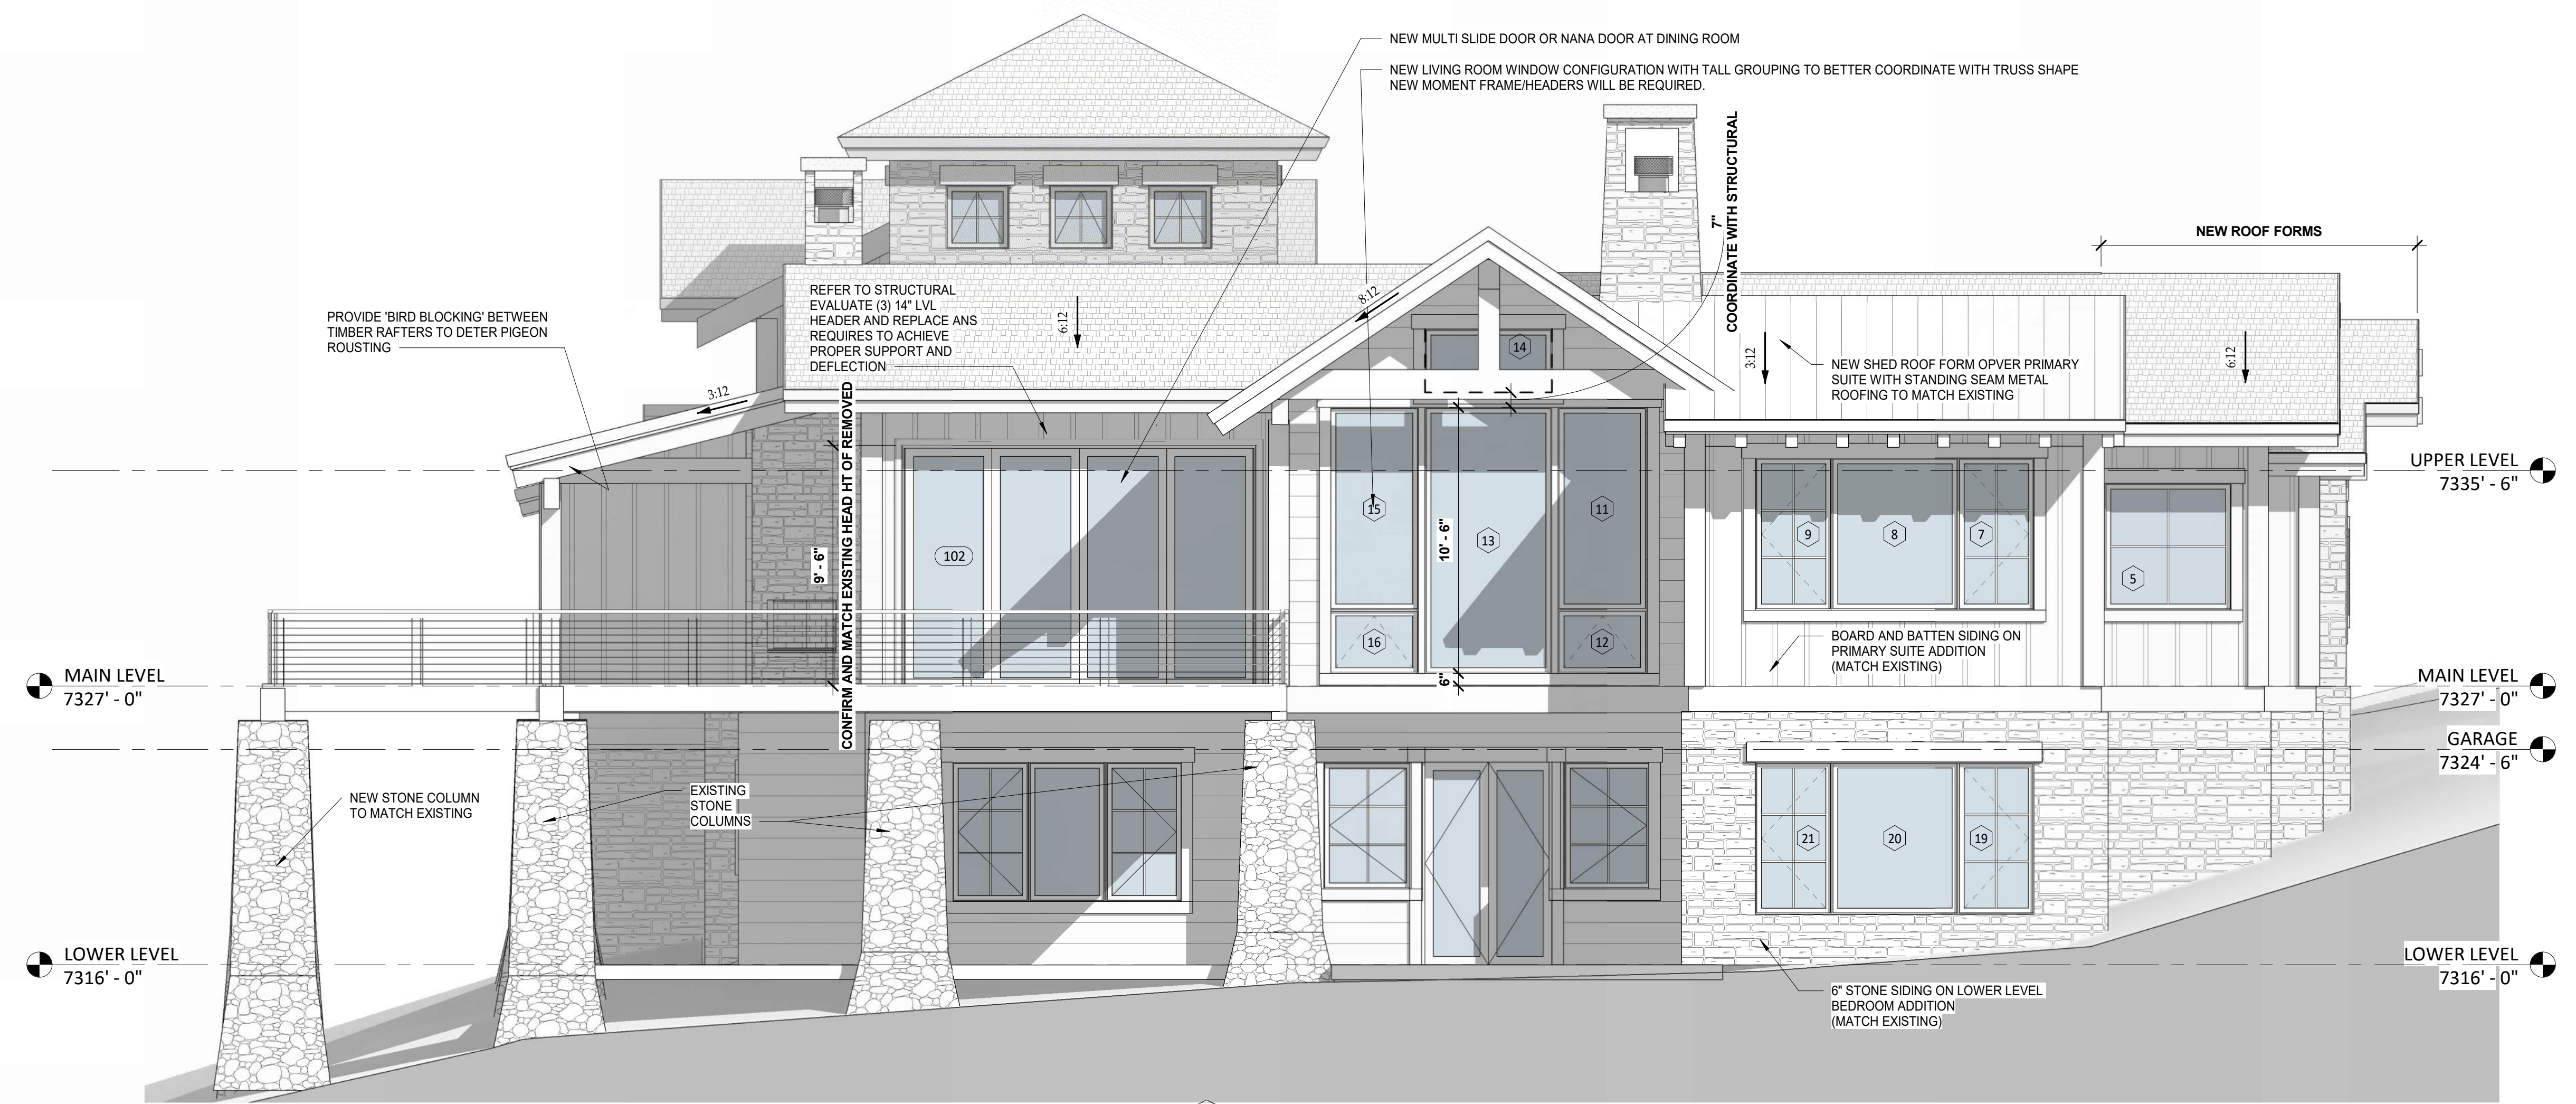 NEW MULTI SLIDE DOOR OR NANA DOOR AT DINING ROOM
NEW LIVING ROOM WINDOW CONFIGURATION WITH TALL GROUPING TO BETTER COORDINATE WITH TRUSS SHAPE
NEW MOMENT FRAME/HEADERS WILL BE REQUIRED.
7"
COORDINATE WITH STRUCTURAL
NEW ROOF FORMS
REFER TO STRUCTURAL
EVALUATE (3) 14" LVL
HEADER AND REPLACE ANS
REQUIRES TO ACHIEVE
PROPER SUPPORT AND
DEFLECTION
PROVIDE 'BIRD BLOCKING' BETWEEN
TIMBER RAFTERS TO DETER PIGEON
ROUSTING
6:12
8:12
3:12
3:12
6:12
14
NEW SHED ROOF FORM OPVER PRIMARY
SUITE WITH STANDING SEAM METAL
ROOFING TO MATCH EXISTING
9' - 6"
CONFIRM AND MATCH EXISTING HEAD HT OF REMOVED
UPPER LEVEL
7335' - 6"
102
15
10' - 6"
13
11
9
8
7
5
16
12
6"
BOARD AND BATTEN SIDING ON
PRIMARY SUITE ADDITION
(MATCH EXISTING)
MAIN LEVEL
7327' - 0"
MAIN LEVEL
7327' - 0"
GARAGE
7324' - 6"
NEW STONE COLUMN
TO MATCH EXISTING
EXISTING
STONE
COLUMNS
21
20
19
LOWER LEVEL
7316' - 0"
LOWER LEVEL
7316' - 0"
6" STONE SIDING ON LOWER LEVEL
BEDROOM ADDITION
(MATCH EXISTING)